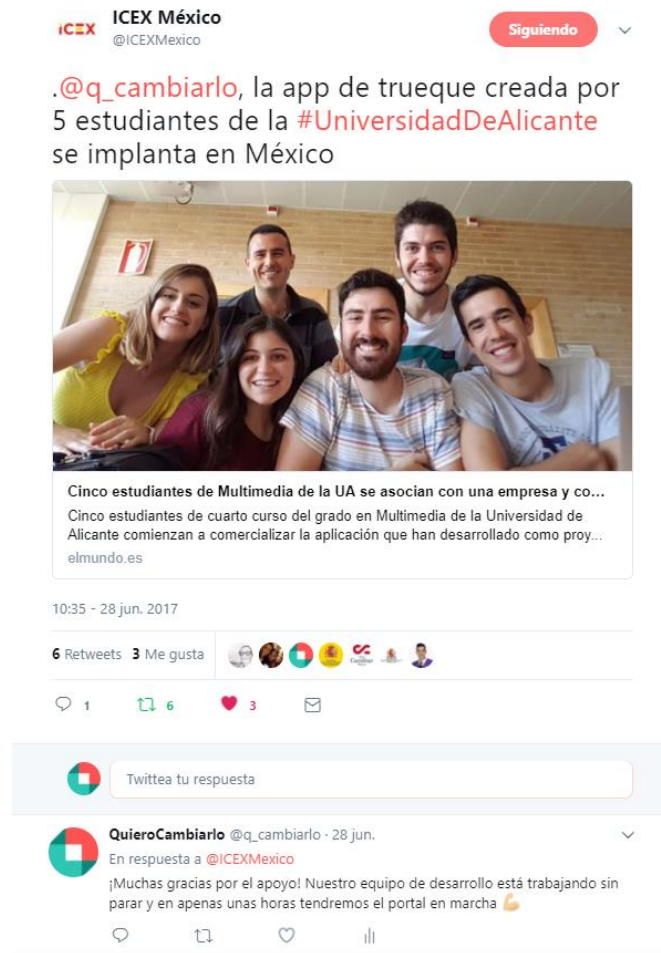 ICEX
ICEX México
@ICEXMexico
Siguiendo
.@q_cambiarlo, la app de trueque creada por
5 estudiantes de la #UniversidadDeAlicante
se implanta en México
Cinco estudiantes de Multimedia de la UA se asocian con una empresa y co...
Cinco estudiantes de cuarto curso del grado en Multimedia de la Universidad de
Alicante comienzan a comercializar la aplicación que han desarrollado como proy...
elmundo.es
10:35 - 28 jun. 2017
6 Retweets 3 Me gusta
1 6 3
Twittea tu respuesta
QuieroCambiarlo @q_cambiarlo · 28 jun.
En respuesta a @ICEXMexico
¡Muchas gracias por el apoyo! Nuestro equipo de desarrollo está trabajando sin
parar y en apenas unas horas tendremos el portal en marcha 💪🏼